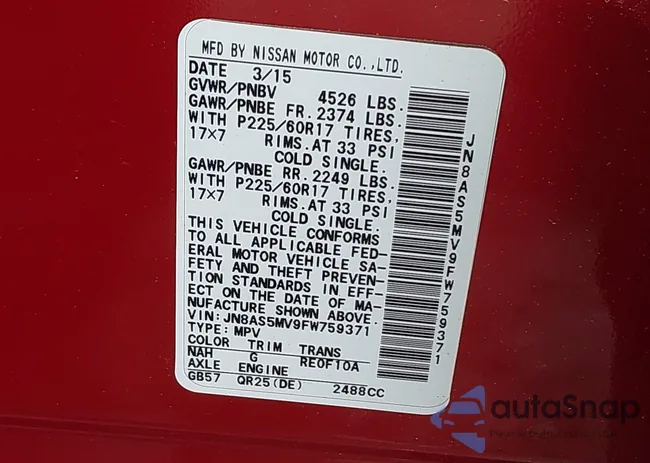 MFD BY NISSAN MOTOR CO.,LTD.
DATE 3/15
GVWR/PNBV 4526 LBS.
GAWR/PNBE FR. 2374 LBS.
WITH P225/60R17 TIRES,
17×7 RIMS.AT 33 PSI
COLD SINGLE.
GAWR/PNBE RR. 2249 LBS.
WITH P225/60R17 TIRES,
17×7 RIMS.AT 33 PSI
COLD SINGLE.
THIS VEHICLE CONFORMS
TO ALL APPLICABLE FED-
ERAL MOTOR VEHICLE SA-
FETY AND THEFT PREVEN-
TION STANDARDS IN EFF-
ECT ON THE DATE OF MA-
NUFACTURE SHOWN ABOVE.
VIN: JN8AS5MV9FW759371
TYPE: MPV
COLOR TRIM TRANS
NAH G RE0F10A
AXLE ENGINE
GB57 QR25(DE) 2488CC
JN8AS5MV9FW759371
autoSnap